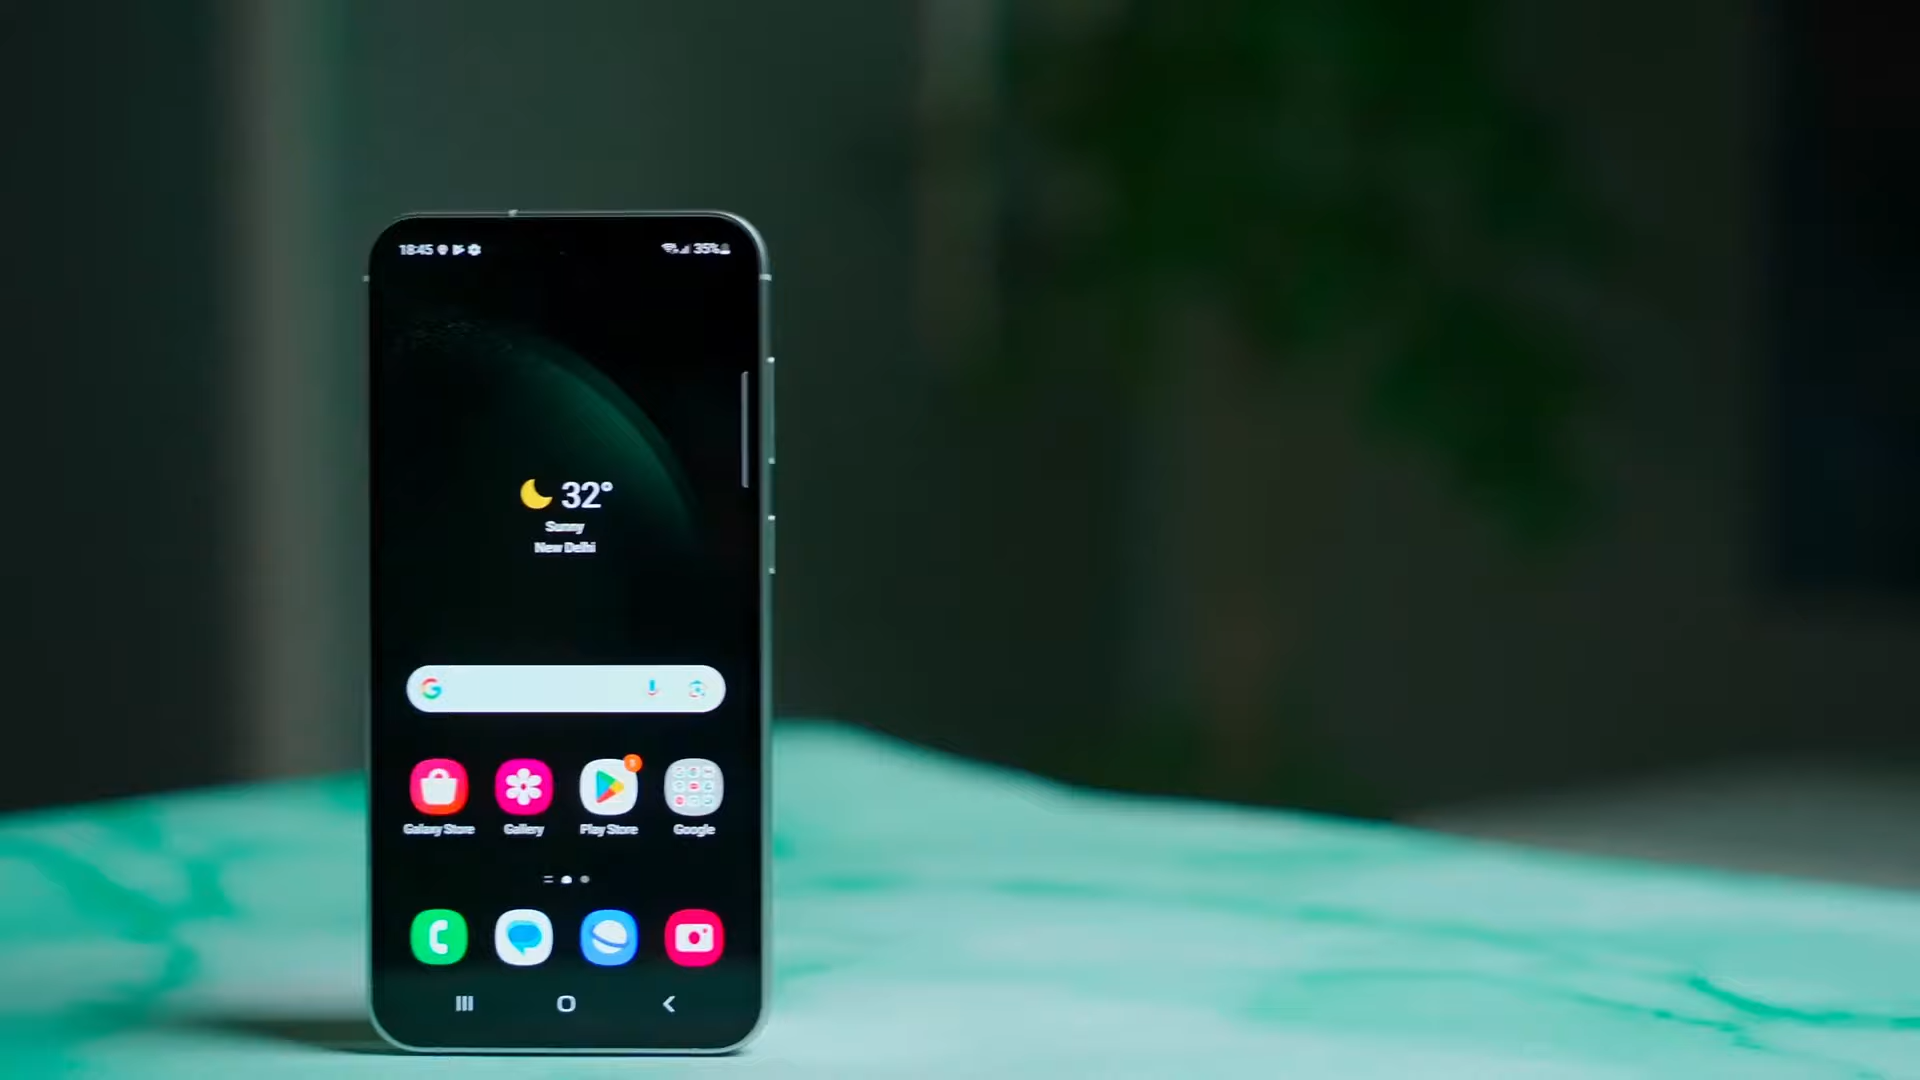 18:45
35%
32°
Sunny
New Delhi
G
Galaxy Store
Gallery
Play Store
Google